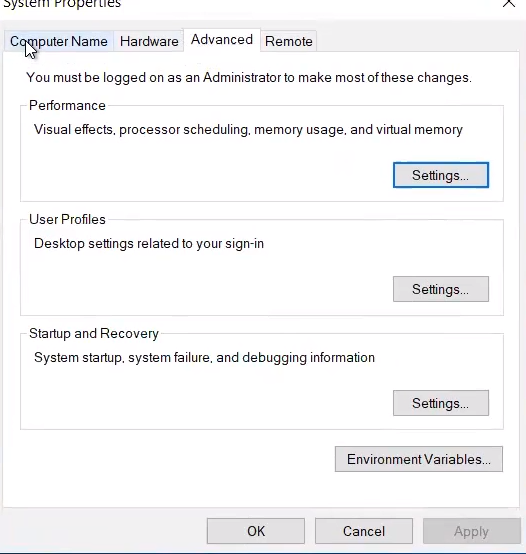 System Properties
Computer Name Hardware Advanced Remote
You must be logged on as an Administrator to make most of these changes.
Performance
Visual effects, processor scheduling, memory usage, and virtual memory
Settings...
User Profiles
Desktop settings related to your sign-in
Settings...
Startup and Recovery
System startup, system failure, and debugging information
Settings...
Environment Variables...
OK Cancel Apply